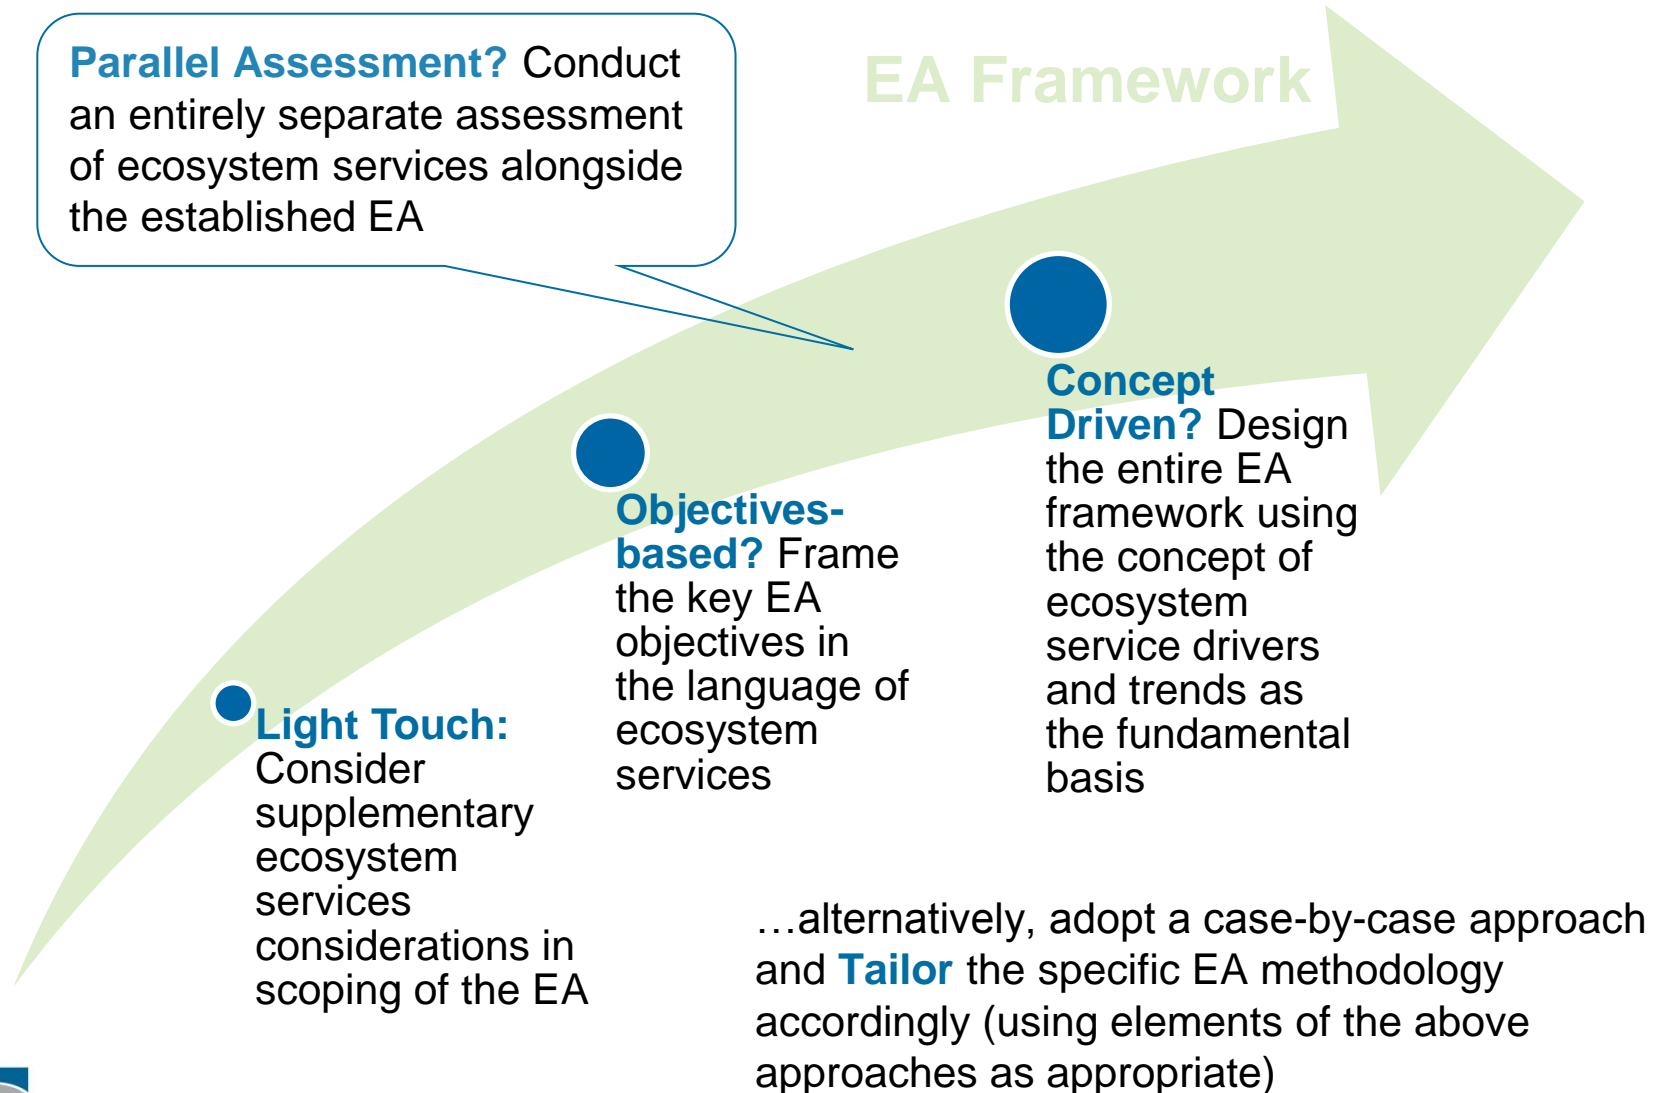 Parallel Assessment? Conduct
an entirely separate assessment
of ecosystem services alongside
the established EA
EA Framework
Light Touch:
Consider
supplementary
ecosystem
services
considerations in
scoping of the EA
Objectives-
based? Frame
the key EA
objectives in
the language of
ecosystem
services
Concept
Driven? Design
the entire EA
framework using
the concept of
ecosystem
service drivers
and trends as
the fundamental
basis
…alternatively, adopt a case-by-case approach
and Tailor the specific EA methodology
accordingly (using elements of the above
approaches as appropriate)